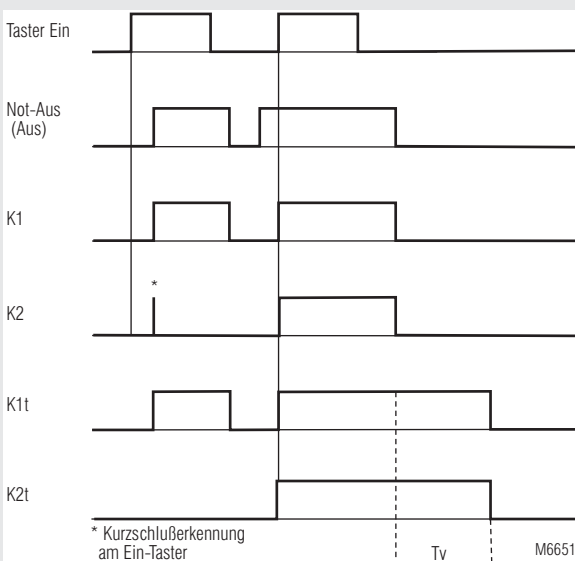 Taster Ein
Not-Aus
(Aus)
K1
*
K2
K1t
K2t
* Kurzschlußerkennung
am Ein-Taster
Tv
M6651